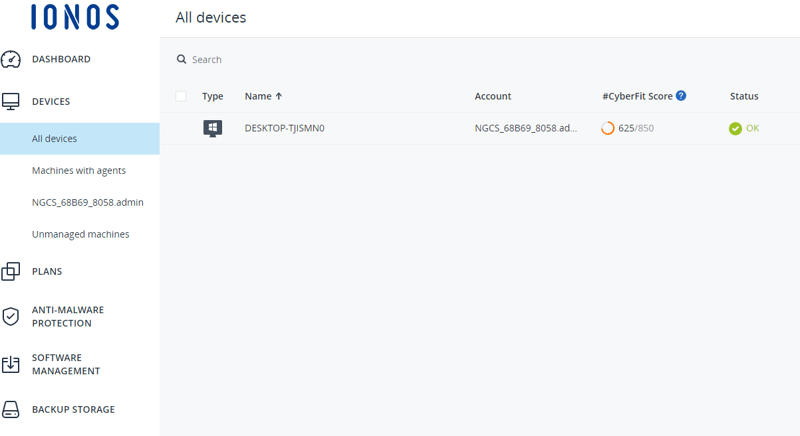 IONOS
All devices
Search
DASHBOARD
DEVICES
All devices
Machines with agents
NGCS_68B69_8058.admin
Unmanaged machines
PLANS
ANTI-MALWARE
PROTECTION
SOFTWARE
MANAGEMENT
BACKUP STORAGE
Type Name ↑ Account #CyberFit Score ? Status
DESKTOP-TJISMN0 NGCS_68B69_8058.ad... 625/850 OK